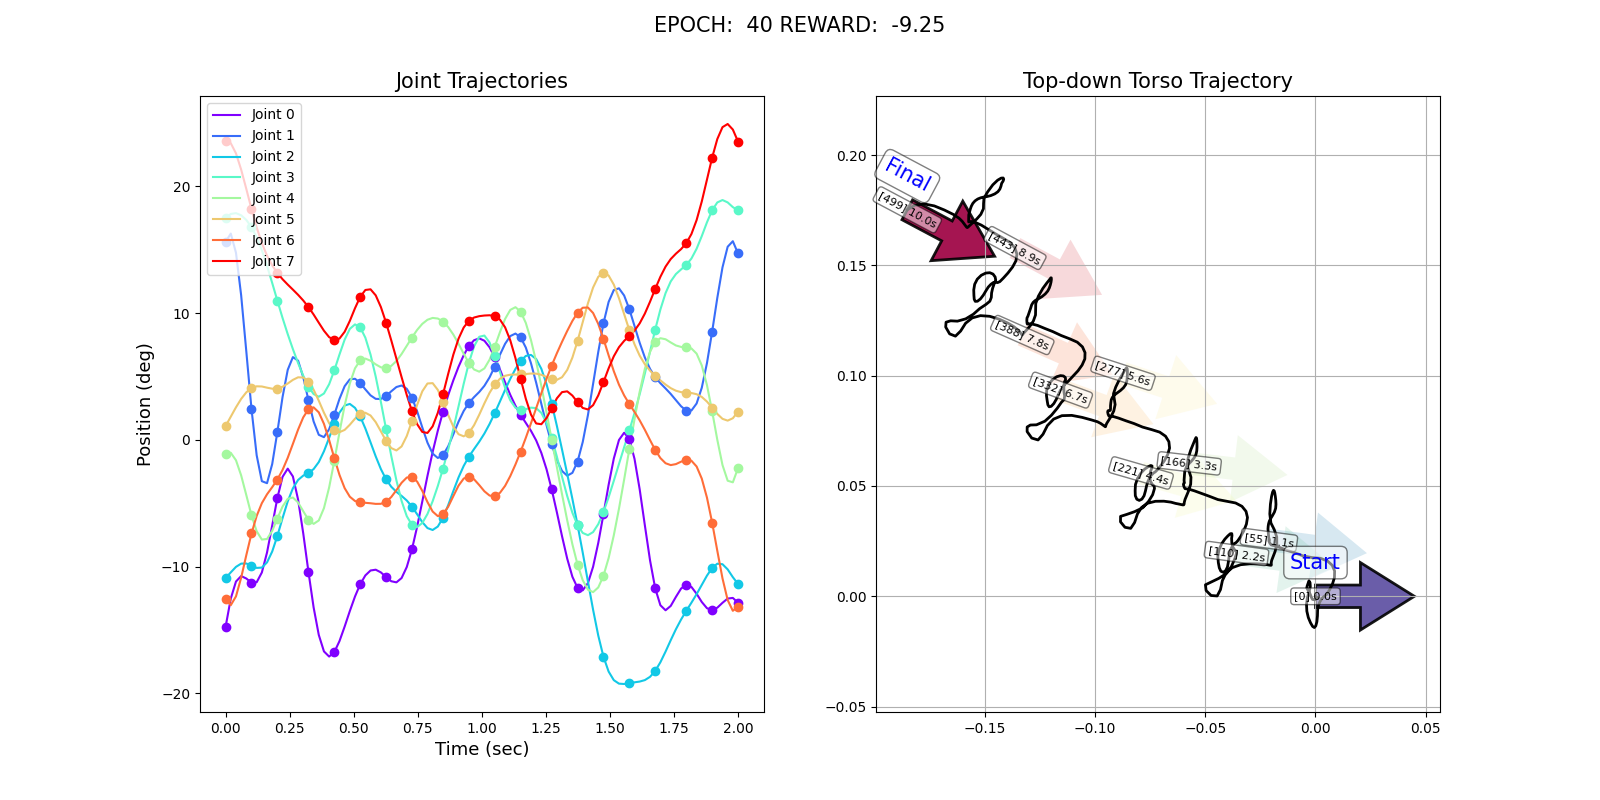 EPOCH:  40 REWARD:  -9.25
Joint Trajectories
Joint 0
Joint 1
Joint 2
Joint 3
Joint 4
Joint 5
Joint 6
Joint 7
20
10
0
−10
−20
Position (deg)
0.00 0.25 0.50 0.75 1.00 1.25 1.50 1.75 2.00
Time (sec)
Top-down Torso Trajectory
0.20
0.15
0.10
0.05
0.00
−0.05
Final
[499] 10.0s
[443] 8.9s
[388] 7.8s
[277] 5.6s
[332] 6.7s
[166] 3.3s
[221] 4.4s
[55] 1.1s
[110] 2.2s
Start
[0] 0.0s
−0.15 −0.10 −0.05 0.00 0.05